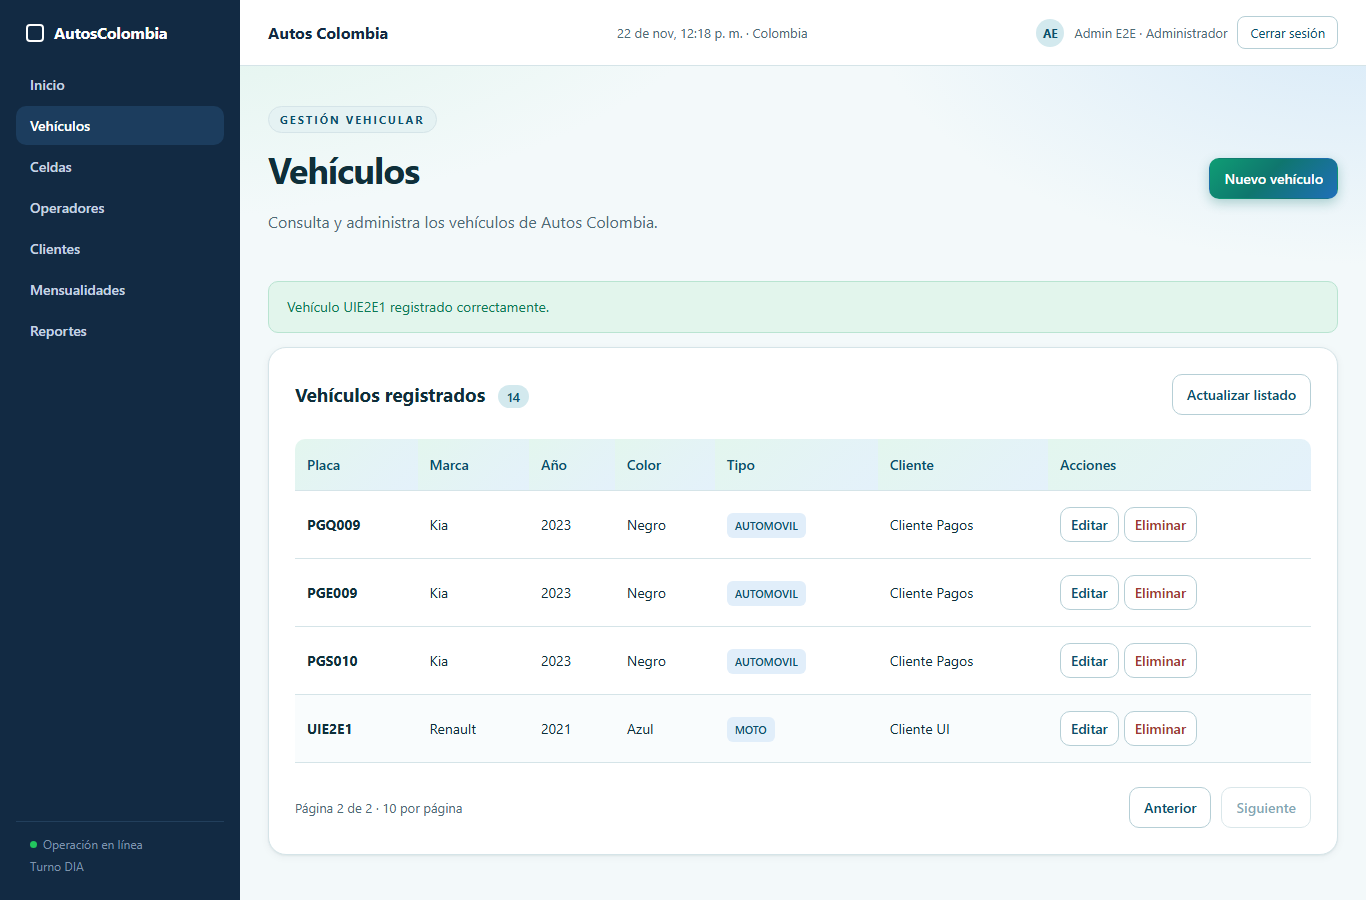 AutosColombia
Inicio
Vehículos
Celdas
Operadores
Clientes
Mensualidades
Reportes
Operación en línea
Turno DIA
Autos Colombia
22 de nov, 12:18 p. m. · Colombia
AE
Admin E2E · Administrador
Cerrar sesión
GESTIÓN VEHICULAR
Vehículos
Consulta y administra los vehículos de Autos Colombia.
Nuevo vehículo
Vehículo UIE2E1 registrado correctamente.
Vehículos registrados 14
Actualizar listado
Placa Marca Año Color Tipo Cliente Acciones
PGQ009 Kia 2023 Negro AUTOMOVIL Cliente Pagos Editar Eliminar
PGE009 Kia 2023 Negro AUTOMOVIL Cliente Pagos Editar Eliminar
PGS010 Kia 2023 Negro AUTOMOVIL Cliente Pagos Editar Eliminar
UIE2E1 Renault 2021 Azul MOTO Cliente UI Editar Eliminar
Página 2 de 2 · 10 por página
Anterior Siguiente